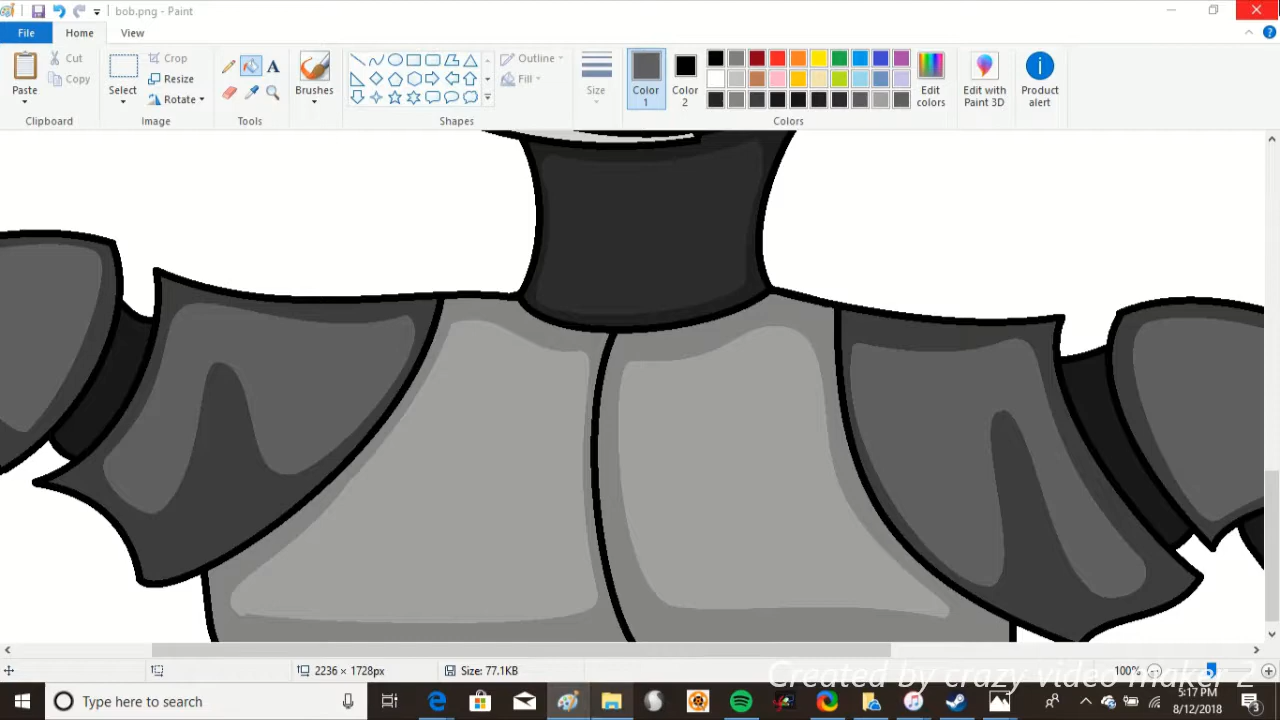 bob.png - Paint
File Home View
Paste
Cut
Copy
Clipboard
Select
Crop
Resize
Rotate
Image
A
Tools
Brushes
Shapes
Outline
Fill
Size
Color 1
Color 2
Colors
Edit colors
Edit with Paint 3D
Product alert
2236 × 1728px
Size: 77.1KB
100%
Created by crazy video maker 2
Type here to search
5:17 PM
8/12/2018
3